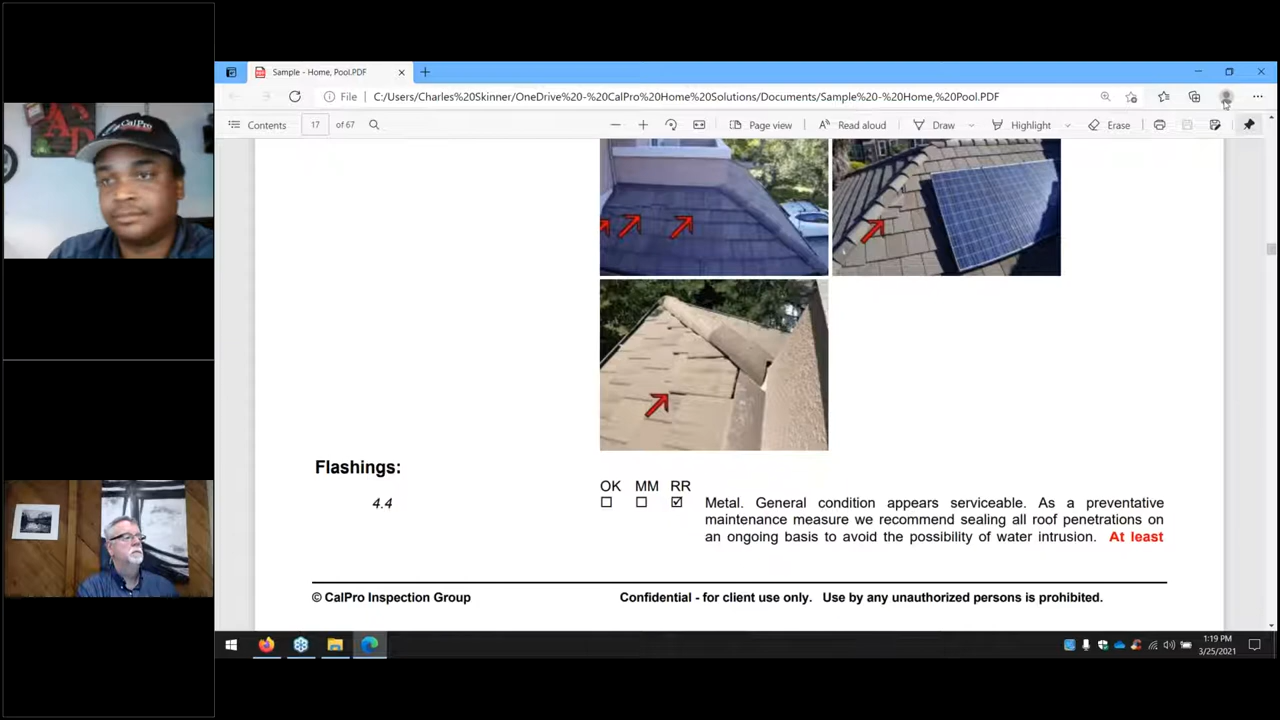 Sample - Home, Pool.PDF
File
C:/Users/Charles%20Skinner/OneDrive%20-%20CalPro%20Home%20Solutions/Documents/Sample%20-%20Home,%20Pool.PDF
Contents
17 of 67
Page view
Read aloud
Draw
Highlight
Erase
CalPro
Flashings:
4.4
OK MM RR
Metal. General condition appears serviceable. As a preventative
maintenance measure we recommend sealing all roof penetrations on
an ongoing basis to avoid the possibility of water intrusion. At least
© CalPro Inspection Group
Confidential - for client use only. Use by any unauthorized persons is prohibited.
1:19 PM
3/25/2021